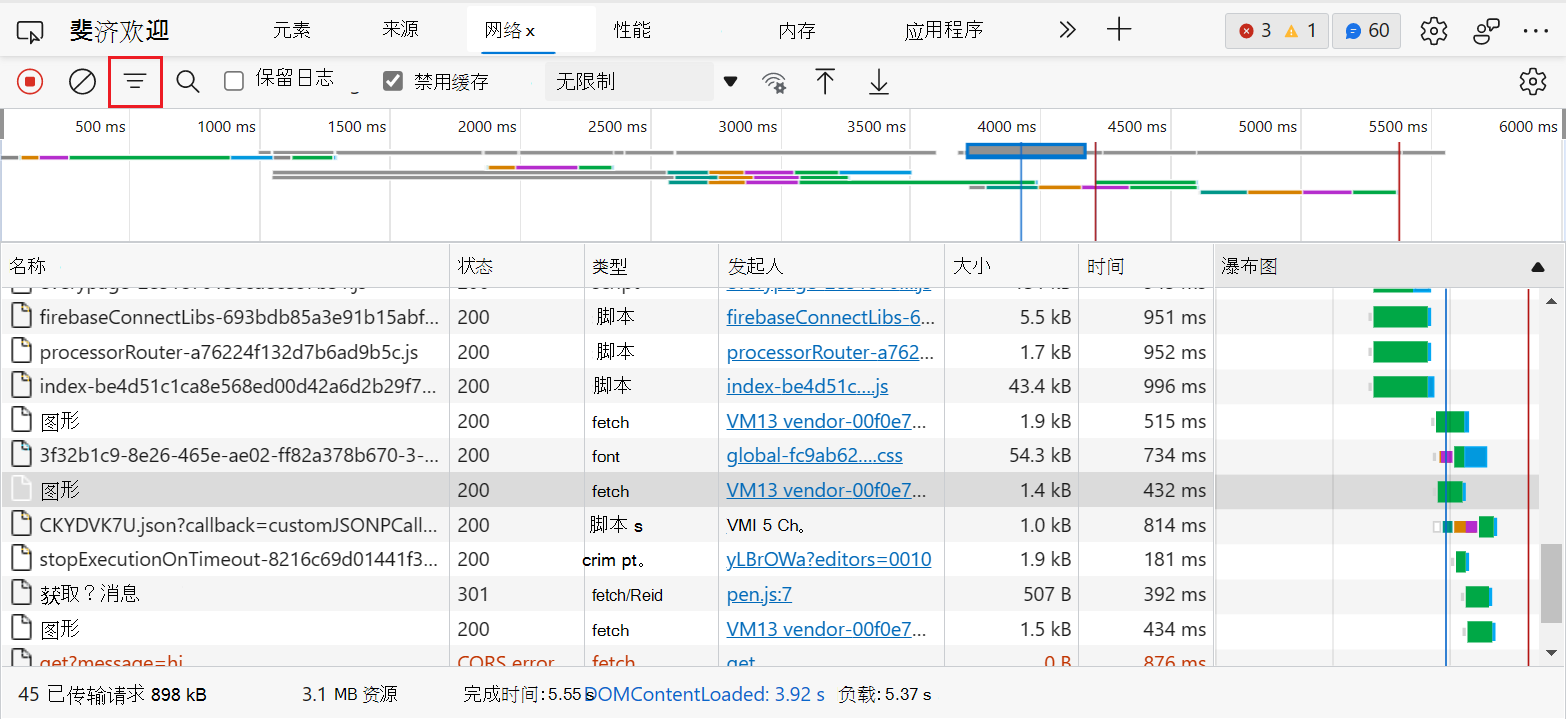 斐济欢迎 元素 来源 网络 x 性能 内存 应用程序 3 1 60
保留日志 禁用缓存 无限制
500 ms 1000 ms 1500 ms 2000 ms 2500 ms 3000 ms 3500 ms 4000 ms 4500 ms 5000 ms 5500 ms 6000 ms
名称 状态 类型 发起人 大小 时间 瀑布图
firebaseConnectLibs-693bdb85a3e91b15abf... 200 脚本 firebaseConnectLibs-6... 5.5 kB 951 ms
processorRouter-a76224f132d7b6ad9b5c.js 200 脚本 processorRouter-a762... 1.7 kB 952 ms
index-be4d51c1ca8e568ed00d42a6d2b29f7... 200 脚本 index-be4d51c....js 43.4 kB 996 ms
图形 200 fetch VM13 vendor-00f0e7... 1.9 kB 515 ms
3f32b1c9-8e26-465e-ae02-ff82a378b670-3-... 200 font global-fc9ab62....css 54.3 kB 734 ms
图形 200 fetch VM13 vendor-00f0e7... 1.4 kB 432 ms
CKYDVK7U.json?callback=customJSONPCall... 200 脚本 s VMI 5 Ch。 1.0 kB 814 ms
stopExecutionOnTimeout-8216c69d01441f3... 200 crim pt。 yLBrOWa?editors=0010 1.9 kB 181 ms
获取？消息 301 fetch/Reid pen.js:7 507 B 392 ms
图形 200 fetch VM13 vendor-00f0e7... 1.5 kB 434 ms
get?message=hi CORS error fetch get 0 B 876 ms
45 已传输请求 898 kB 3.1 MB 资源 完成时间:5.55 s DOMContentLoaded: 3.92 s 负载: 5.37 s